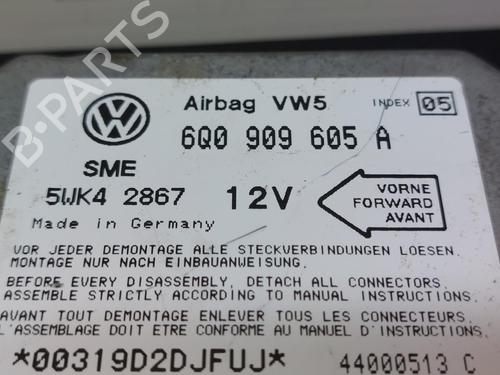 Airbag VW5 INDEX 05
6Q0 909 605 A
SME
5WK4 2867 12V
VORNE
FORWARD
AVANT
Made in Germany
VOR JEDER DEMONTAGE ALLE STECKVERBINDUNGEN LOESEN.
MONTAGE NUR NACH EINBAUANWEISUNG.
BEFORE EVERY DISASSEMBLY, DETACH ALL CONNECTORS.
ASSEMBLE STRICTLY ACCORDING TO MANUAL INSTRUCTIONS.
AVANT TOUT DEMONTAGE ENLEVER TOUS LES CONNECTEURS.
L'ASSEMBLAGE DOIT ETRE CONFORME AU MANUEL D'INSTRUCTIONS.
*00319D2DJFUJ* 44000513 C
B-PARTS